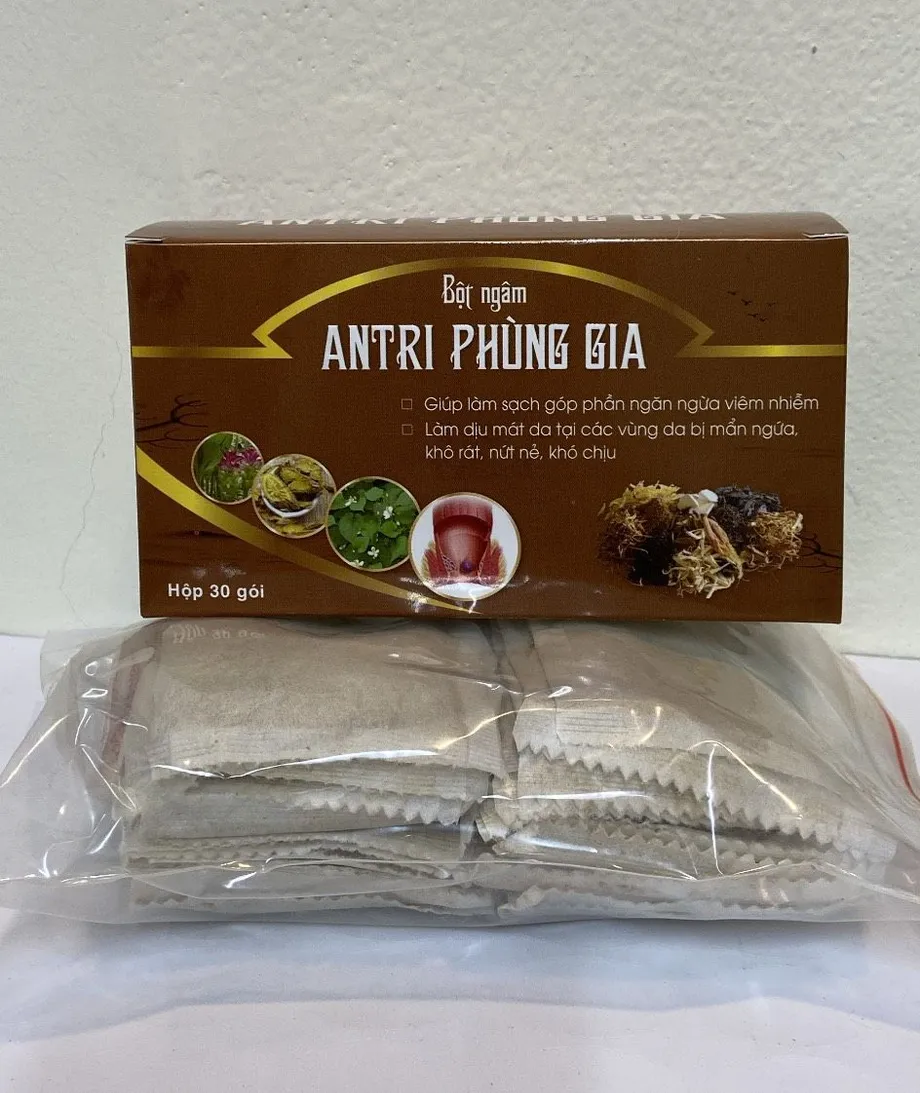 ANTRI PHÙNG GIA
Bột ngâm
ANTRI PHÙNG GIA
Giúp làm sạch góp phần ngăn ngừa viêm nhiễm
Làm dịu mát da tại các vùng da bị mẩn ngứa,
khô rát, nứt nẻ, khó chịu
Hộp 30 gói